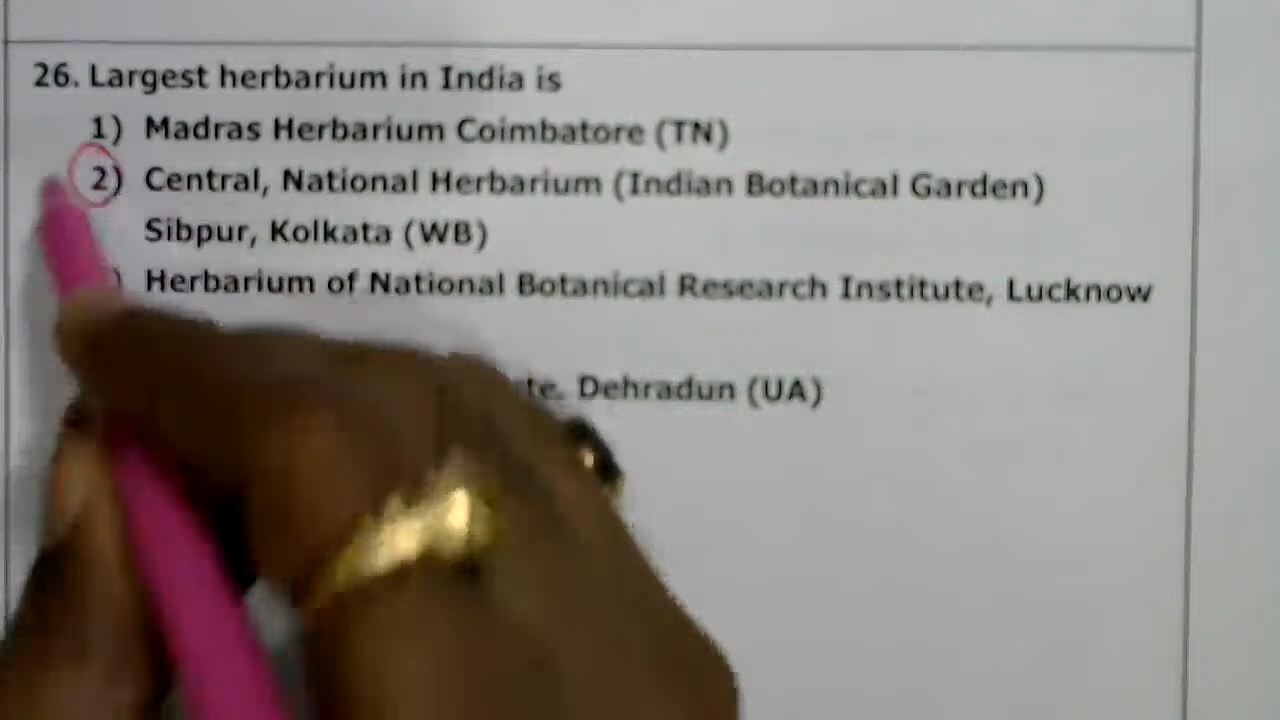 26. Largest herbarium in India is
1) Madras Herbarium Coimbatore (TN)
2) Central, National Herbarium (Indian Botanical Garden)
Sibpur, Kolkata (WB)
) Herbarium of National Botanical Research Institute, Lucknow
te, Dehradun (UA)